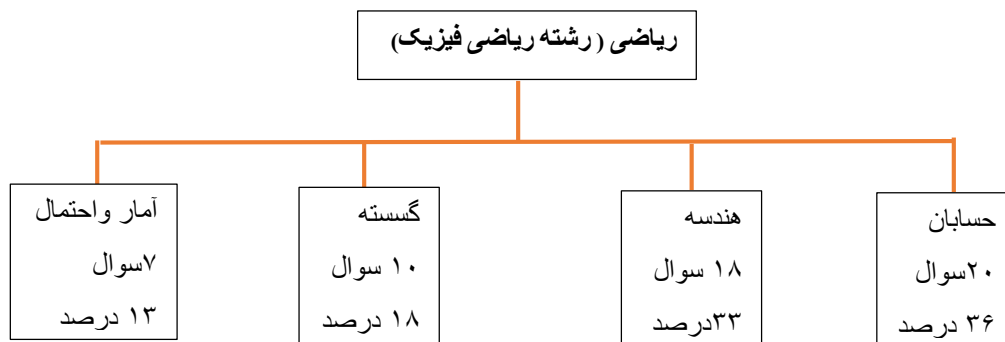 ریاضی ( رشته ریاضی فیزیک)
حسابان
۲۰سوال
۳۶ درصد
هندسه
۱۸ سوال
۳۳درصد
گسسته
۱۰ سوال
۱۸ درصد
آمار واحتمال
۷سوال
۱۳ درصد